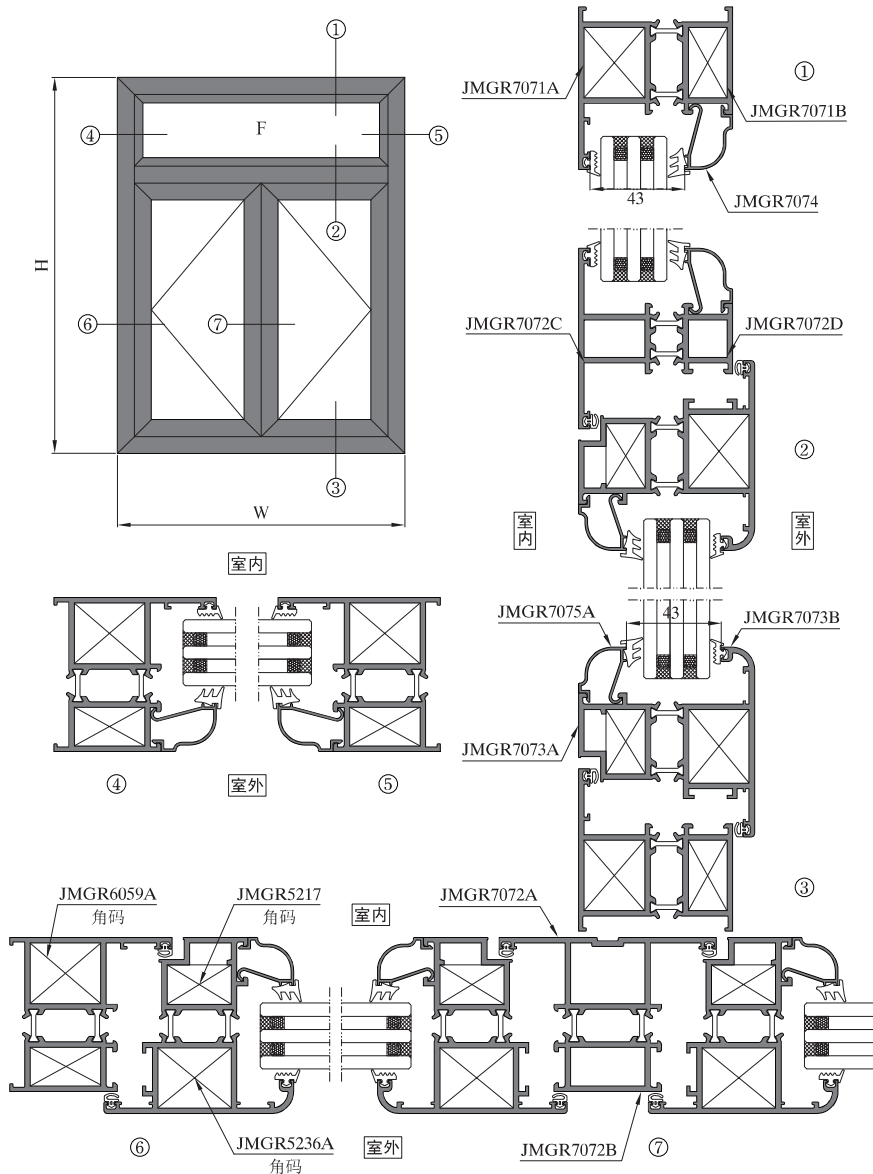 ①
④
F
⑤
②
H
⑥
⑦
③
W
JMGR7071A
①
JMGR7071B
43
JMGR7074
JMGR7072C
JMGR7072D
②
室内
室外
JMGR7075A
43
JMGR7073B
JMGR7073A
③
室内
④
室外
⑤
JMGR6059A
角码
JMGR5217
角码
室内
JMGR7072A
⑥
JMGR5236A
角码
室外
JMGR7072B
⑦